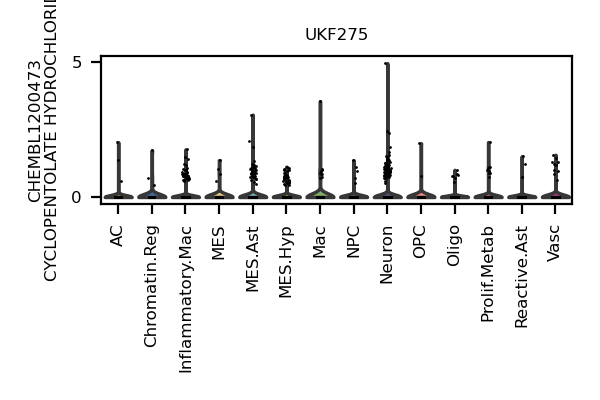 UKF275
CHEMBL1200473
CYCLOPENTOLATE HYDROCHLORID
5
0
AC
Chromatin.Reg
Inflammatory.Mac
MES
MES.Ast
MES.Hyp
Mac
NPC
Neuron
OPC
Oligo
Prolif.Metab
Reactive.Ast
Vasc